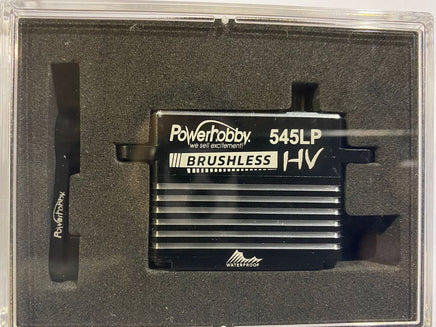 Powerhobby 545LP
we sell excitement!
BRUSHLESS HV
WATERPROOF
Powerhobby